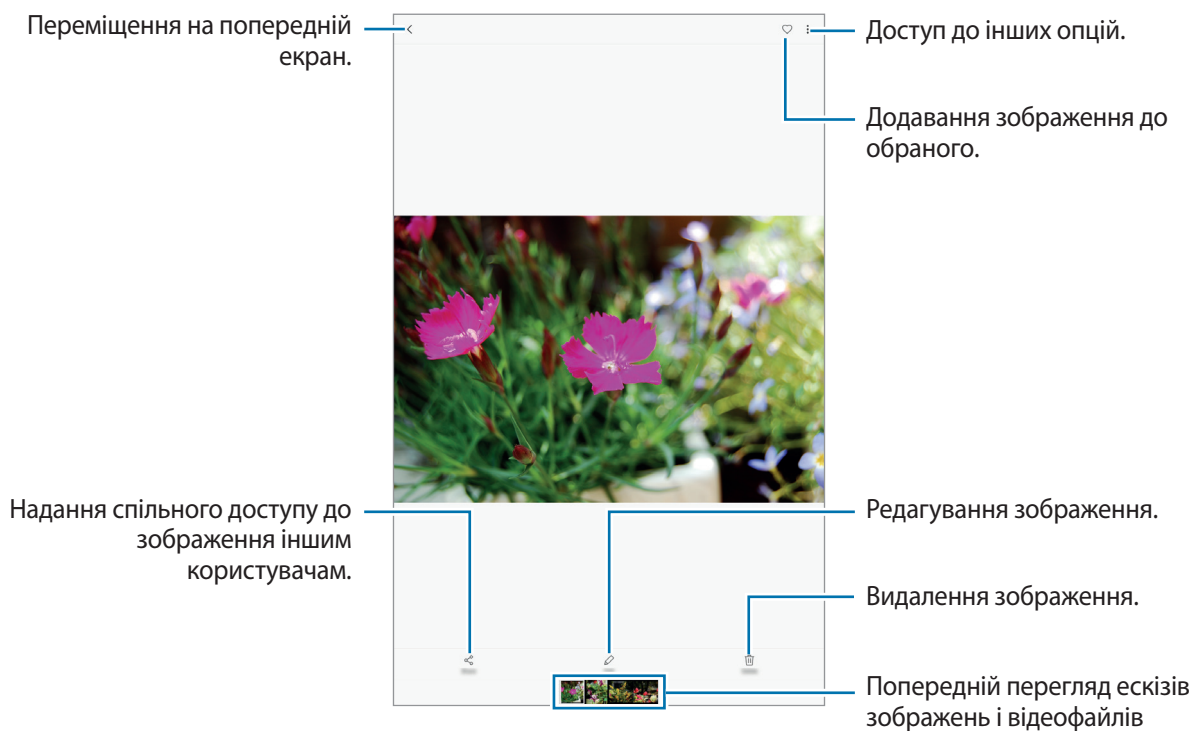 Переміщення на попередній
екран.
Доступ до інших опцій.
Додавання зображення до
обраного.
Надання спільного доступу до
зображення іншим
користувачам.
Редагування зображення.
Видалення зображення.
Попередній перегляд ескізів
зображень і відеофайлів